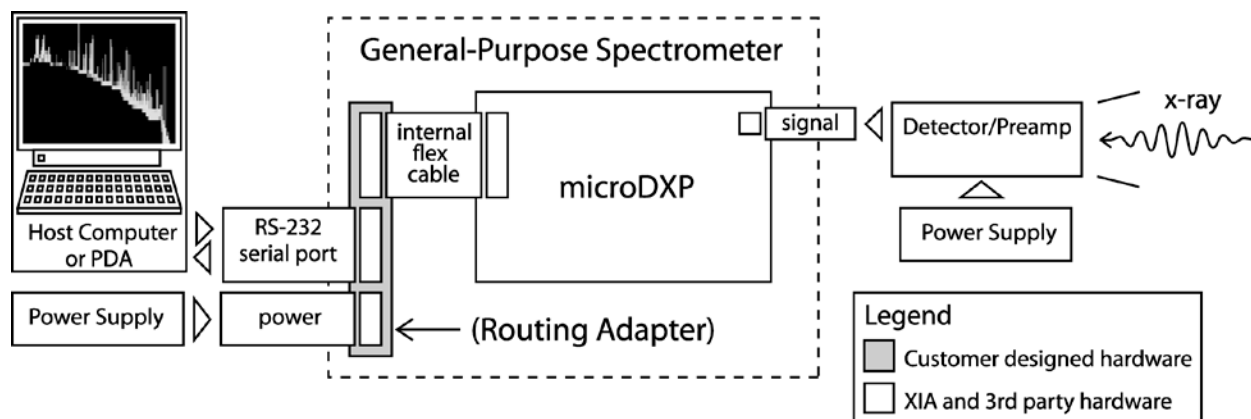 General-Purpose Spectrometer
internal
flex
cable
microDXP
signal
Detector/Preamp
x-ray
Power Supply
Host Computer
or PDA
RS-232
serial port
Power Supply
power
(Routing Adapter)
Legend
Customer designed hardware
XIA and 3rd party hardware